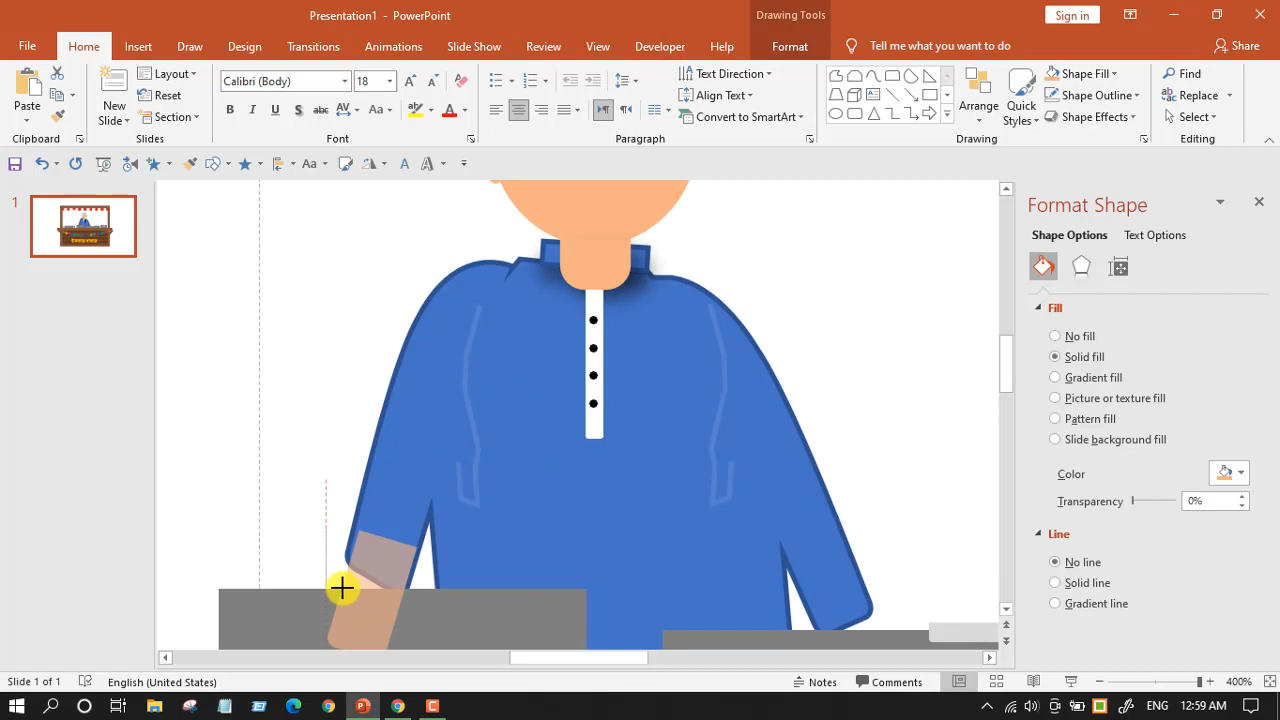 Presentation1 - PowerPoint
Drawing Tools
Sign in
File
Home
Insert
Draw
Design
Transitions
Animations
Slide Show
Review
View
Developer
Help
Format
Tell me what you want to do
Share
Paste
Clipboard
New
Slide
Layout
Reset
Section
Slides
Calibri (Body)
18
Font
Text Direction
Align Text
Convert to SmartArt
Paragraph
Arrange
Quick
Styles
Shape Fill
Shape Outline
Shape Effects
Drawing
Find
Replace
Select
Editing
1
Format Shape
Shape Options
Text Options
Fill
No fill
Solid fill
Gradient fill
Picture or texture fill
Pattern fill
Slide background fill
Color
Transparency
0%
Line
No line
Solid line
Gradient line
Slide 1 of 1
English (United States)
Notes
Comments
400%
ENG
12:59 AM